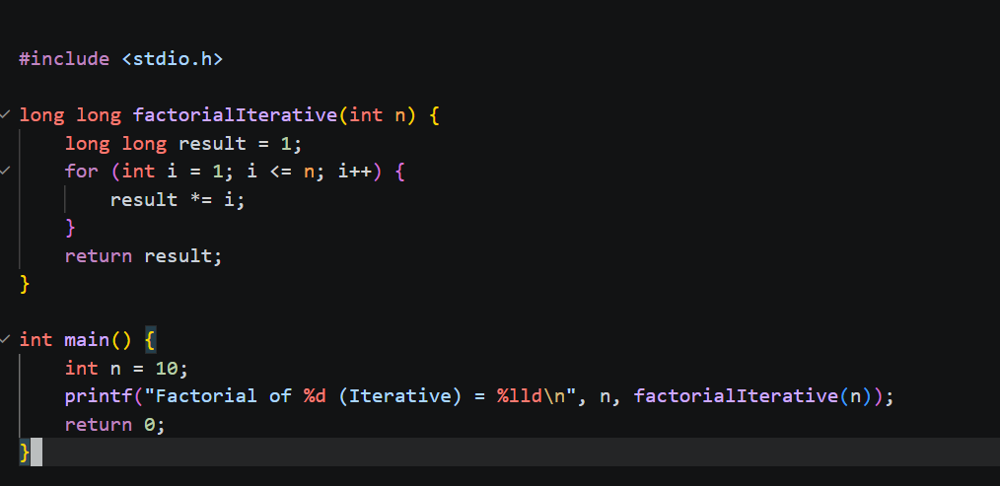 #include <stdio.h>
long long factorialIterative(int n) {
    long long result = 1;
    for (int i = 1; i <= n; i++) {
        result *= i;
    }
    return result;
}
int main() {
    int n = 10;
    printf("Factorial of %d (Iterative) = %lld\n", n, factorialIterative(n));
    return 0;
}